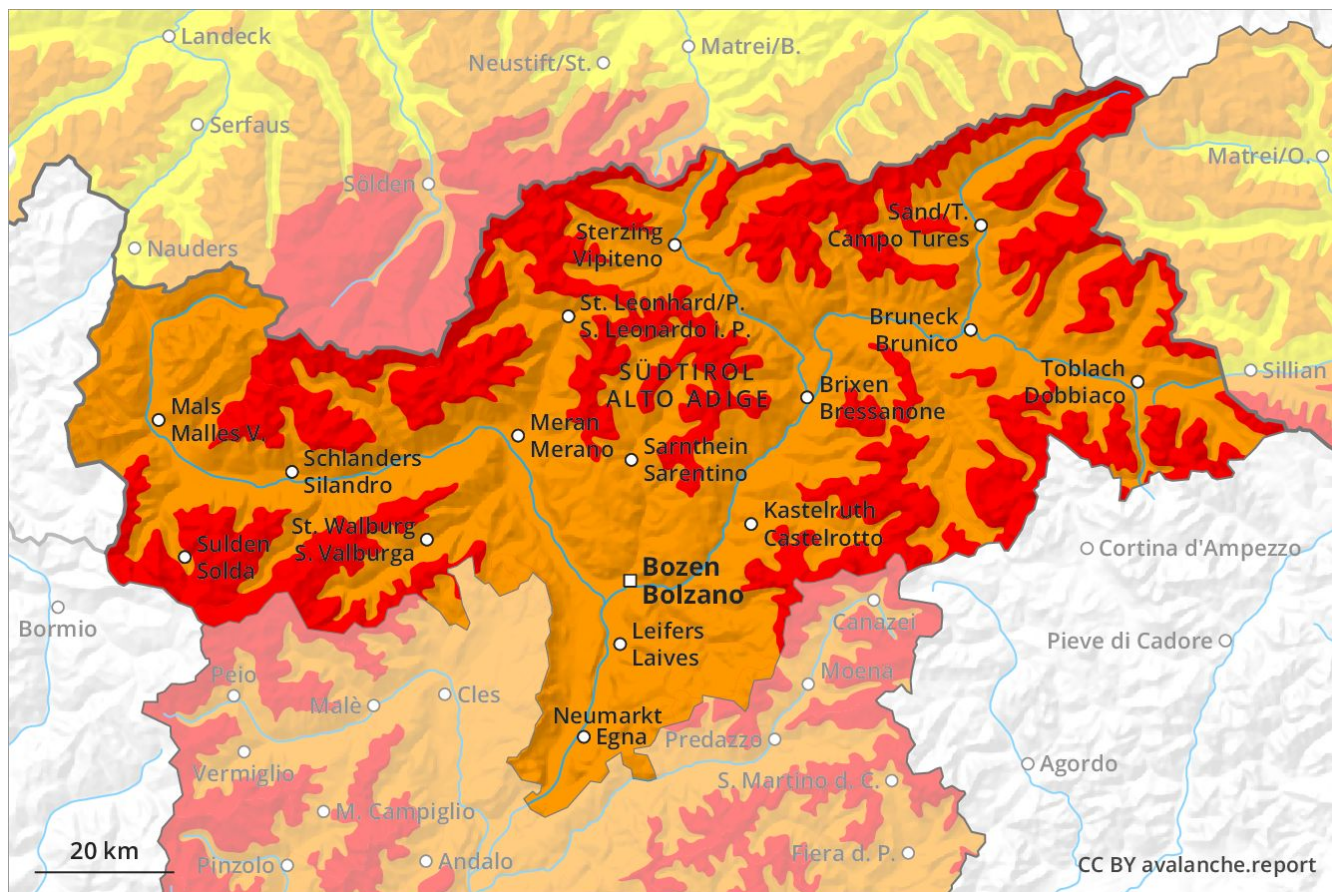 Landeck
Matrei/B.
Neustift/St.
Serfaus
Matrei/O.
Sölden
Nauders
Sand/T.
Campo Tures
Sterzing
Vipiteno
St. Leonhard/P.
S. Leonardo i. P.
Bruneck
Brunico
SÜDTIROL
ALTO ADIGE
Toblach
Dobbiaco
Sillian
Brixen
Bressanone
Mals
Malles V.
Meran
Merano
Sarnthein
Sarentino
Schlanders
Silandro
Kastelruth
Castelrotto
St. Walburg
S. Valburga
Sulden
Solda
Cortina d'Ampezzo
Bozen
Bolzano
Bormio
Canazei
Leifers
Laives
Pieve di Cadore
Peio
Malè
Cles
Moena
Neumarkt
Egna
Predazzo
Vermiglio
Agordo
S. Martino d. C.
M. Campiglio
20 km
Pinzolo
Andalo
Fiera d. P.
CC BY avalanche.report